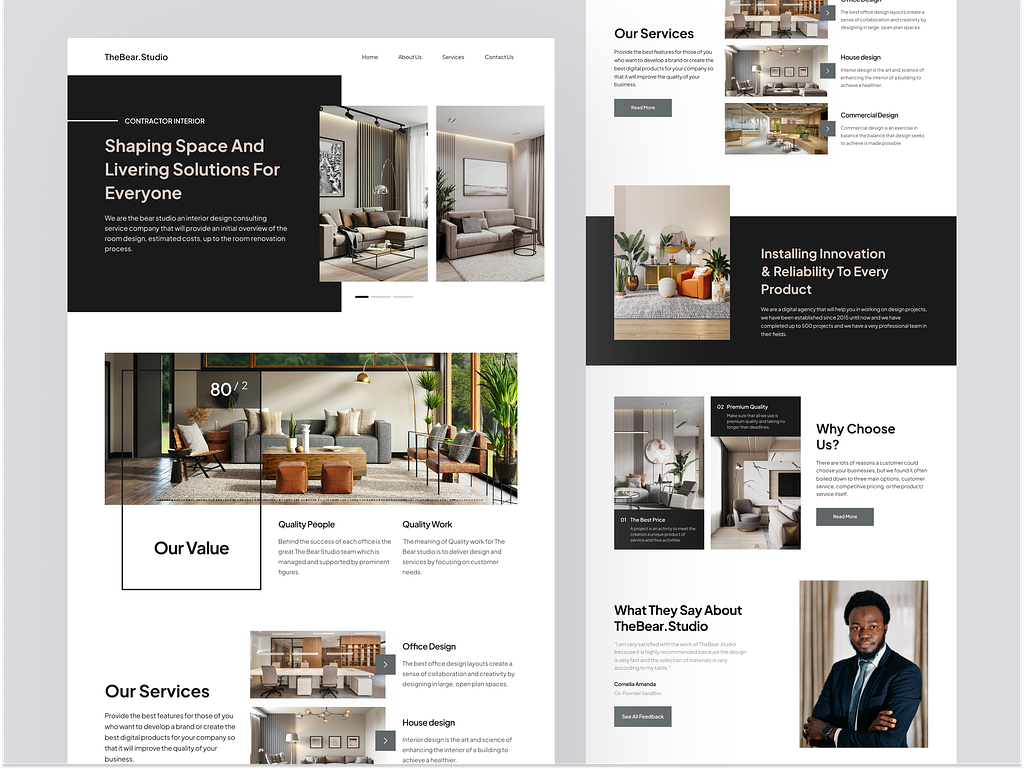 TheBear.Studio
Home
About Us
Services
Contact Us
CONTRACTOR INTERIOR
Shaping Space And
Livering Solutions For
Everyone
We are the bear studio an interior design consulting
service company that will provide an initial overview of the
room design, estimated costs, up to the room renovation
process.
80 / 2
Our Value
Quality People
Behind the success of each office is the
great The Bear Studio team which is
managed and supported by prominent
figures.
Quality Work
The meaning of Quality work for The
Bear studio is to deliver design and
services by focusing on customer
needs.
Our Services
Provide the best features for those of you
who want to develop a brand or create the
best digital products for your company so
that it will improve the quality of your
business.
Office Design
The best office design layouts create a
sense of collaboration and creativity by
designing in large, open plan spaces.
House design
Interior design is the art and science of
enhancing the interior of a building to
achieve a healthier .
Our Services
Provide the best features for those of you
who want to develop a brand or create the
best digital products for your company so
that it will improve the quality of your
business.
Read More
Office Design
The best office design layouts create a
sense of collaboration and creativity by
designing in large, open plan spaces.
House design
Interior design is the art and science of
enhancing the interior of a building to
achieve a healthier .
Commercial Design
Commercial design is an exercise in
balance the balance that design seeks
to achieve is made possible
Installing Innovation
& Reliability To Every
Product
We are a digital agency that will help you in working on design projects,
we have been established since 2015 until now and we have
completed up to 500 projects and we have a very professional team in
their fields.
01 The Best Price
A project is an activity to meet the
creation of a unique product of
service and thus activities.
02 Premium Quality
Make sure that all we use is
premium quality and taking no
longer than deadlines.
Why Choose
Us?
There are lots of reasons a customer could
choose your businesses, but we found it often
boiled down to three main options: customer
service, competitive pricing, or the product/
service itself.
Read More
What They Say About
TheBear.Studio
"I am very satisfied with the work of TheBear studio
because it is highly recommended because the design
is very fast and the selection of materials is very
according to my taste."
Cornelia Amanda
Co-Founder SandBox
See All Feedback